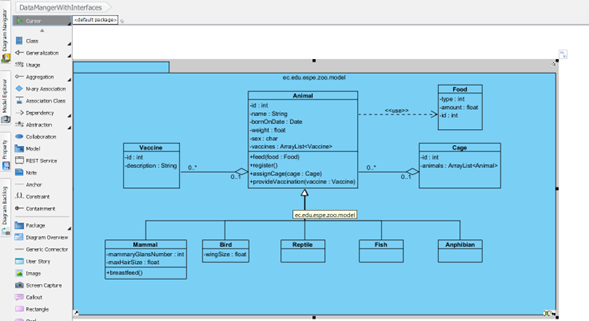 DataMangerWithInterfaces
Diagram Navigator
Model Explorer
Property
Diagram Backlog
Cursor
Class
Generalization
Usage
Aggregation
N-ary Association
Association Class
Dependency
Abstraction
Collaboration
Model
REST Service
Note
Anchor
Constraint
Containment
Package
Diagram Overview
Generic Connector
User Story
Image
Screen Capture
Callout
Rectangle
<default package>
ec.edu.espe.zoo.model
Animal
-id : int
-name : String
-bornOnDate : Date
-weight : float
-sex : char
-vaccines : ArrayList<Vaccine>
+feed(food : Food)
+register()
+assignCage(cage : Cage)
+provideVaccination(vaccine : Vaccine)
<<use>>
Food
-type : int
-amount : float
-id : int
Vaccine
-id : int
-description : String
0..*
0..1
0..*
0..1
Cage
-id : int
-animals : ArrayList<Animal>
ec.edu.espe.zoo.model
Mammal
-mammaryGlansNumber : int
-maxHairSize : float
+breastfeed()
Bird
-wingSize : float
Reptile
Fish
Anphibian